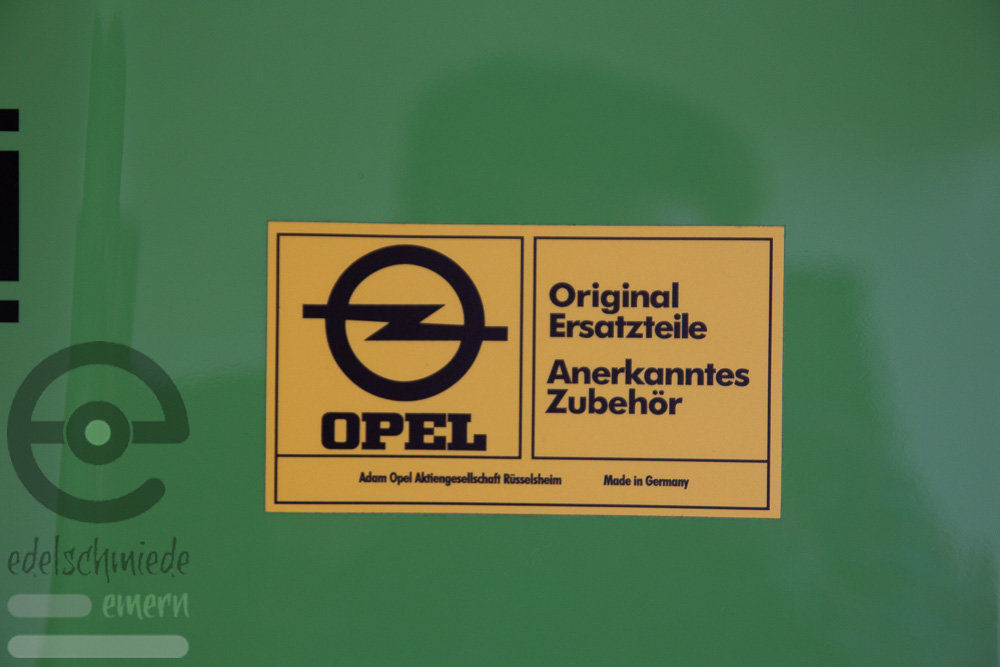 OPEL
Original
Ersatzteile
Anerkanntes
Zubehör
Adam Opel Aktiengesellschaft Rüsselsheim Made in Germany
edelschmiede
emern